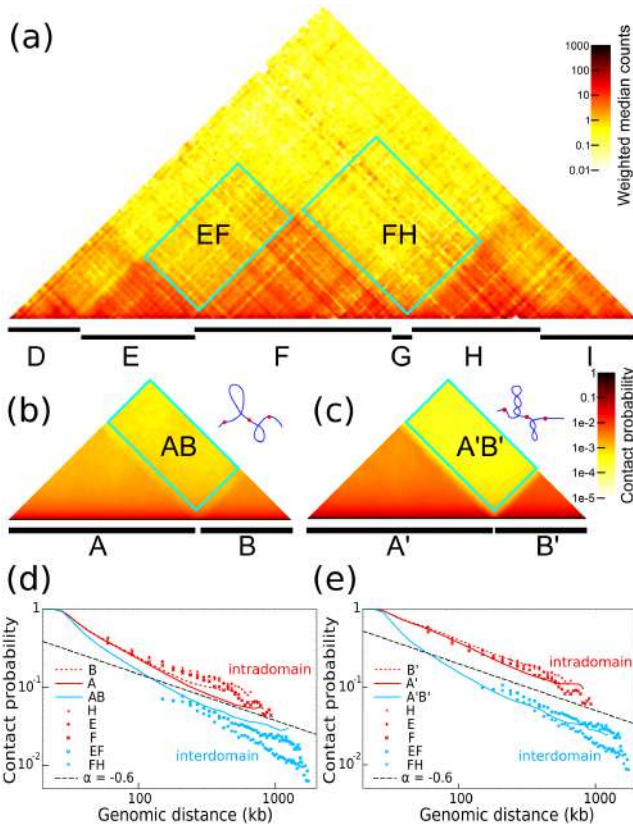 (a)
1000
100
10
1
0.1
0.01
Weighted median counts
EF
FH
D
E
F
G
H
I
(b)
AB
A
B
(c)
A'B'
A'
B'
1
1e-1
1e-2
1e-3
1e-4
1e-5
Contact probability
(d)
1
10⁻¹
10⁻²
Contact probability
intradomain
B
A
AB
H
E
F
EF
FH
α = -0.6
interdomain
100
1000
Genomic distance (kb)
(e)
1
10⁻¹
10⁻²
Contact probability
intradomain
B'
A'
A'B'
H
E
F
EF
FH
α = -0.6
interdomain
100
1000
Genomic distance (kb)